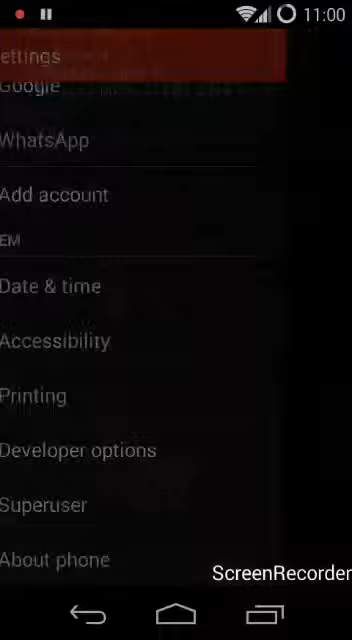 11:00
ettings
Google
WhatsApp
Add account
EM
Date & time
Accessibility
Printing
Developer options
Superuser
About phone
ScreenRecorder